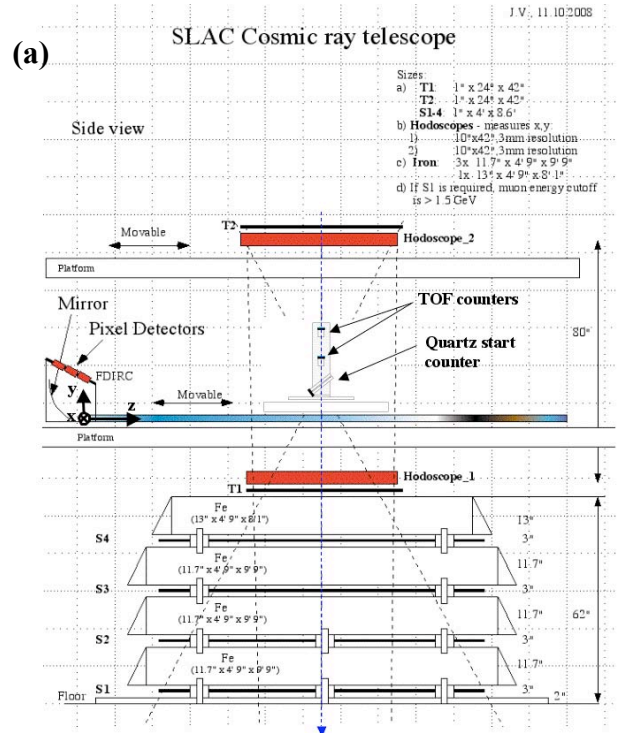 J.V., 11.10.2008
SLAC Cosmic ray telescope
(a)
Sizes:
a) T1: 1" x 24" x 42"
T2: 1" x 24" x 42"
S1-4: 1" x 4' x 8.6'
b) Hodoscopes - measures x,y:
1) 10"x42", 3mm resolution
2) 10"x42", 3mm resolution
c) Iron: 3x 11.7" x 4' 9" x 9' 9"
1x 13" x 4' 9" x 8' 1"
d) If S1 is required, muon energy cutoff
is > 1.5 GeV
Side view
T2
Movable
Hodoscope_2
Platform
Mirror
TOF counters
Pixel Detectors
80"
Quartz start
counter
FDIRC
y
Movable
x
z
Platform
Hodoscope_1
T1
Fe
(13" x 4' 9" x 8' 1")
13"
S4
3"
Fe
(11.7" x 4' 9" x 9' 9")
11.7"
S3
3"
Fe
(11.7" x 4' 9" x 9' 9")
11.7"
62"
S2
3"
Fe
(11.7" x 4' 9" x 9' 9")
11.7"
S1
3"
Floor
2"